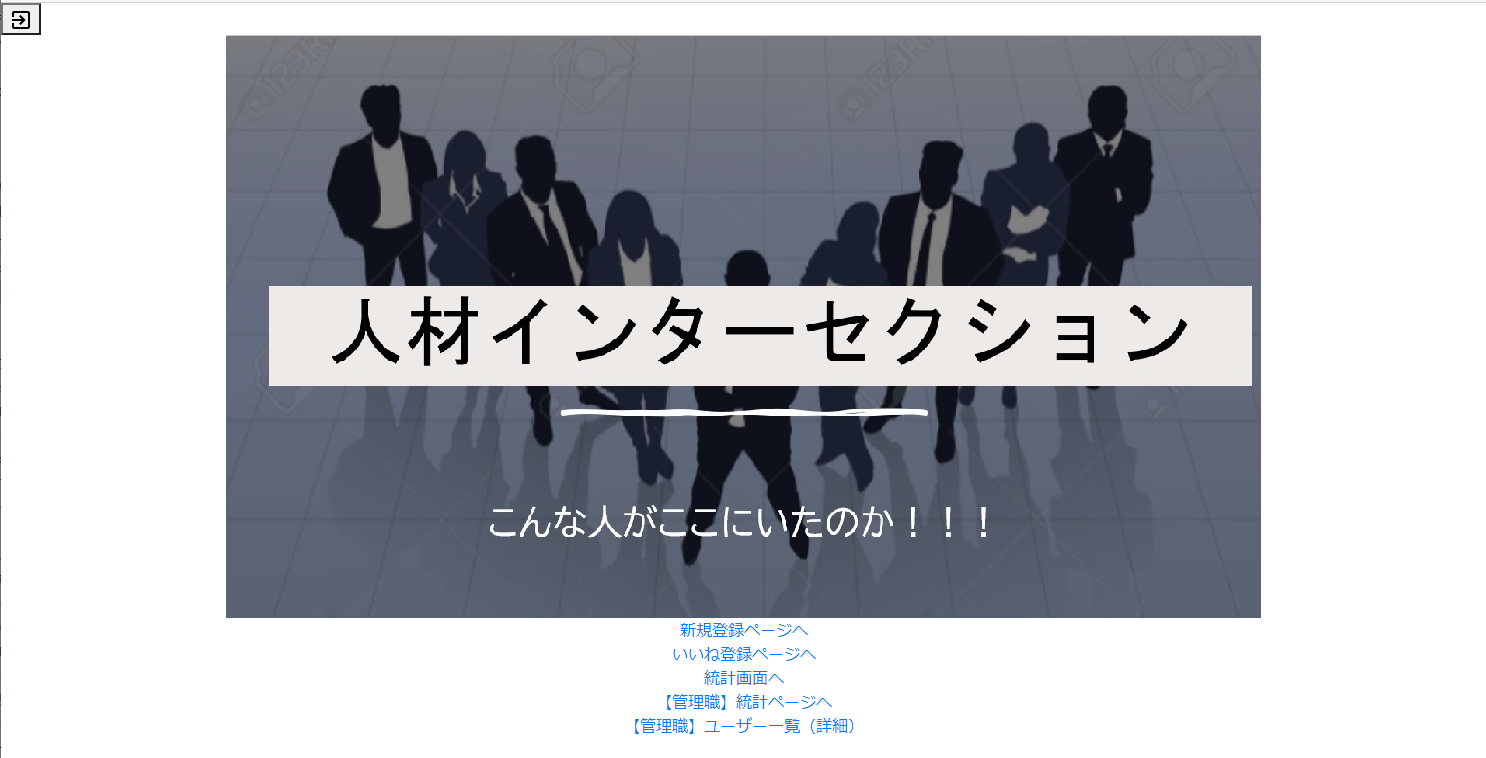 人材インターセクション
こんな人がここにいたのか！！！
新規登録ページへ
いいね登録ページへ
統計画面へ
【管理職】統計ページへ
【管理職】ユーザー一覧（詳細）